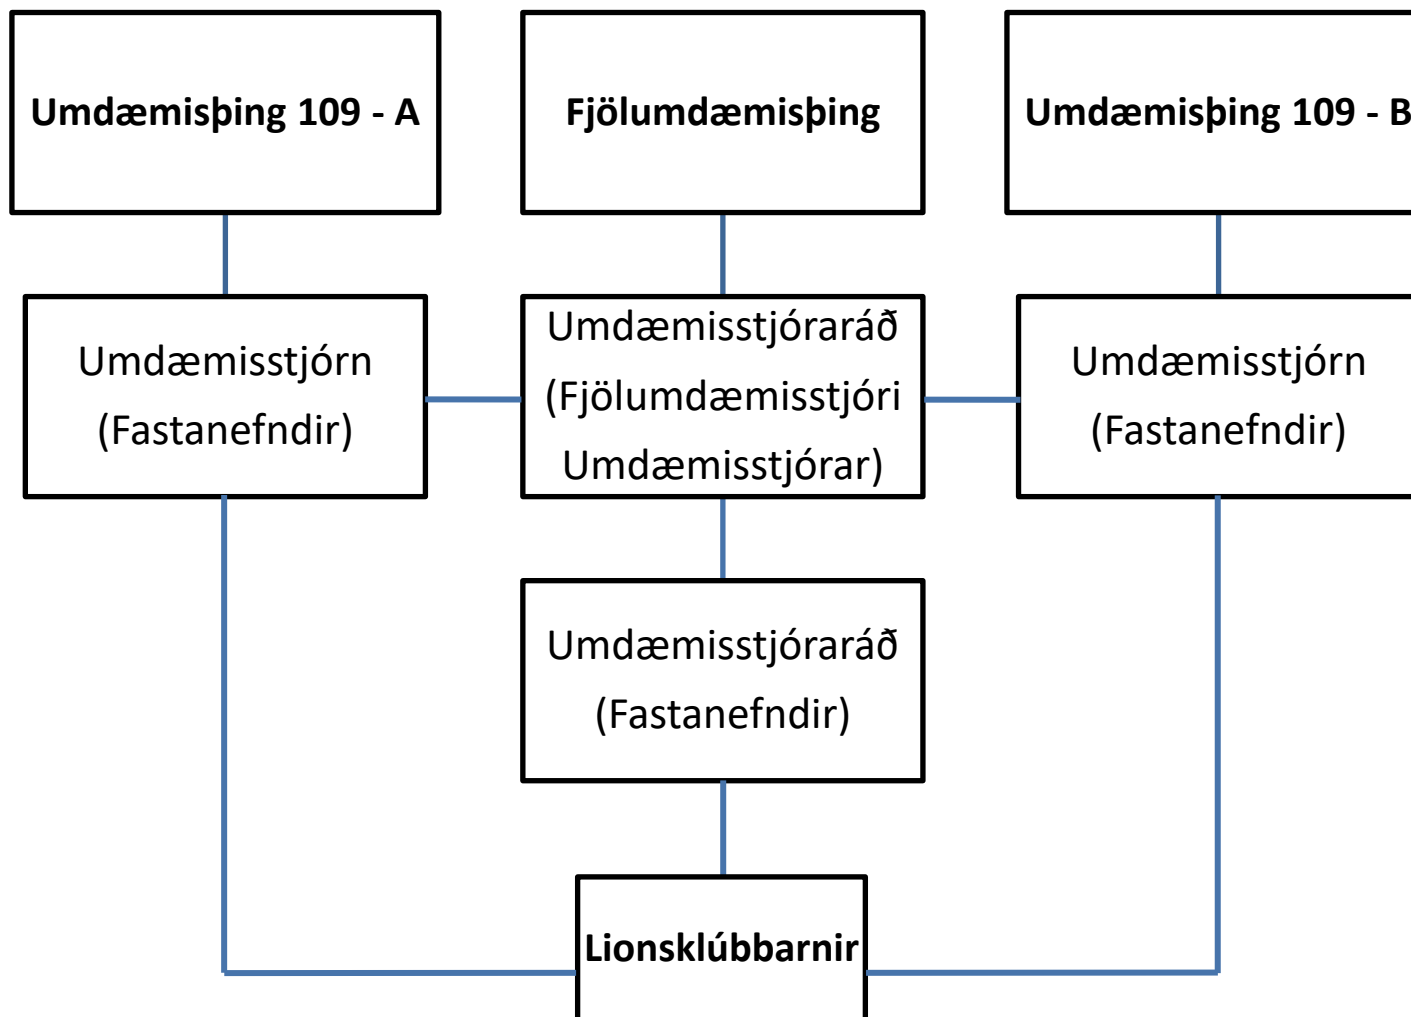 Umdæmisþing 109 - A
Fjölumdæmisþing
Umdæmisþing 109 - B
Umdæmisstjórn
(Fastanefndir)
Umdæmisstjóraráð
(Fjölumdæmisstjóri
Umdæmisstjórar)
Umdæmisstjórn
(Fastanefndir)
Umdæmisstjóraráð
(Fastanefndir)
Lionsklúbbarnir